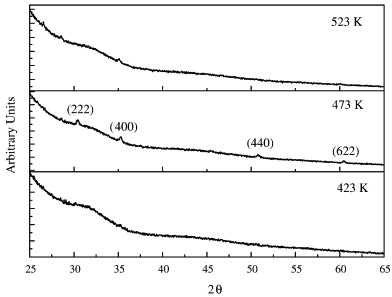 523 K
473 K
(222)
(400)
(440)
(622)
423 K
Arbitrary Units
25 30 35 40 45 50 55 60 65
2θ